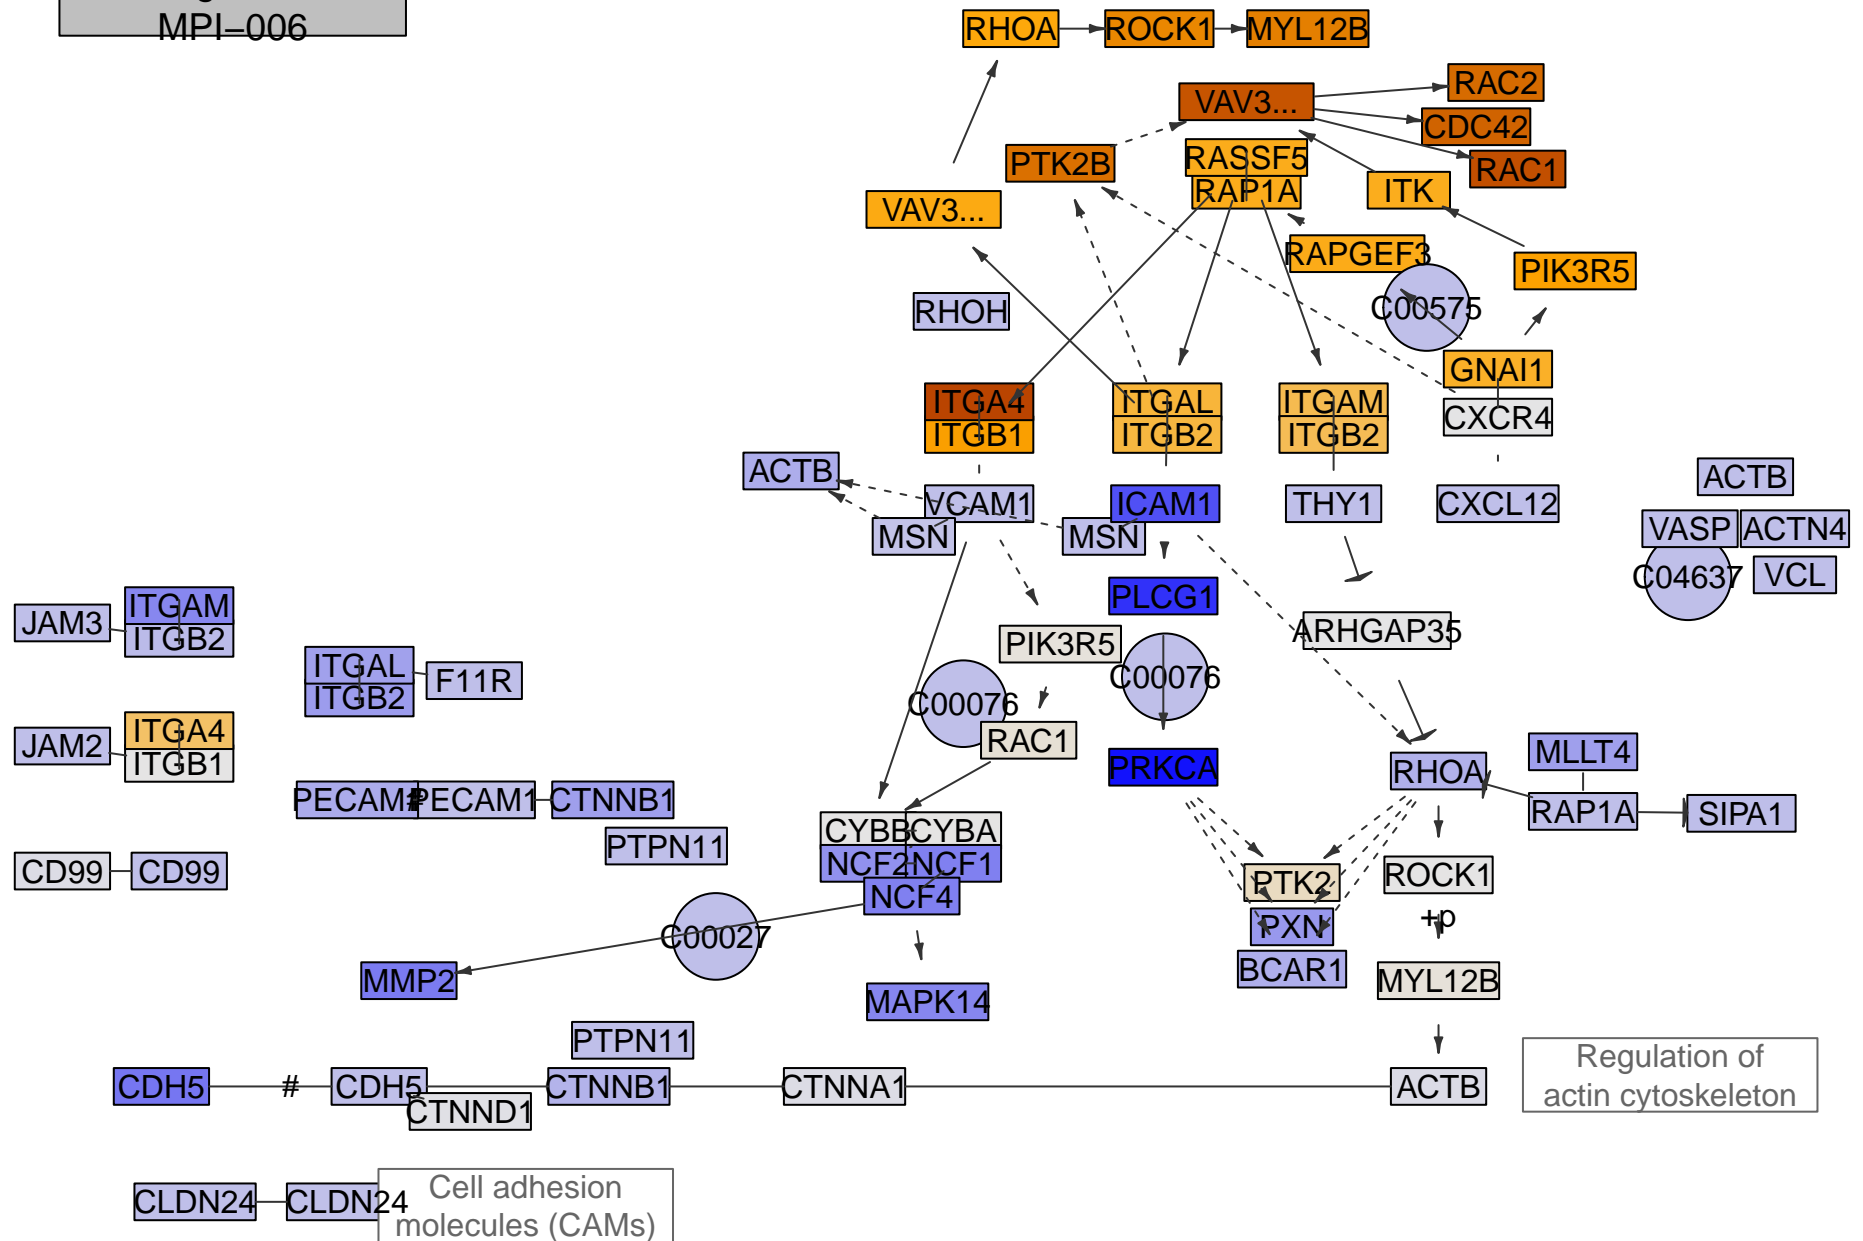 MPI−006
RHOA
ROCK1
MYL12B
RAC2
VAV3...
CDC42
RASSF5
PTK2B
RAC1
RAP1A
ITK
VAV3...
RAPGEF3
PIK3R5
RHOH
C00575
GNAI1
ITGA4
ITGAL
ITGAM
CXCR4
ITGB1
ITGB2
ITGB2
ACTB
ACTB
VCAM1
ICAM1
THY1
CXCL12
MSN
MSN
VASP
ACTN4
C04637
VCL
PLCG1
ITGAM
JAM3
ITGB2
ARHGAP35
PIK3R5
ITGAL
F11R
ITGB2
C00076
C00076
ITGA4
JAM2
ITGB1
RAC1
PRKCA
RHOA
MLLT4
PECAM1
#
PECAM1
CTNNB1
RAP1A
SIPA1
CYBB
CYBA
PTPN11
NCF2
NCF1
CD99
CD99
NCF4
PTK2
ROCK1
+p
C00027
PXN
BCAR1
MMP2
MYL12B
MAPK14
PTPN11
Regulation of
actin cytoskeleton
CDH5
#
CDH5
CTNNB1
CTNNA1
ACTB
CTNND1
CLDN24
CLDN24
Cell adhesion
molecules (CAMs)